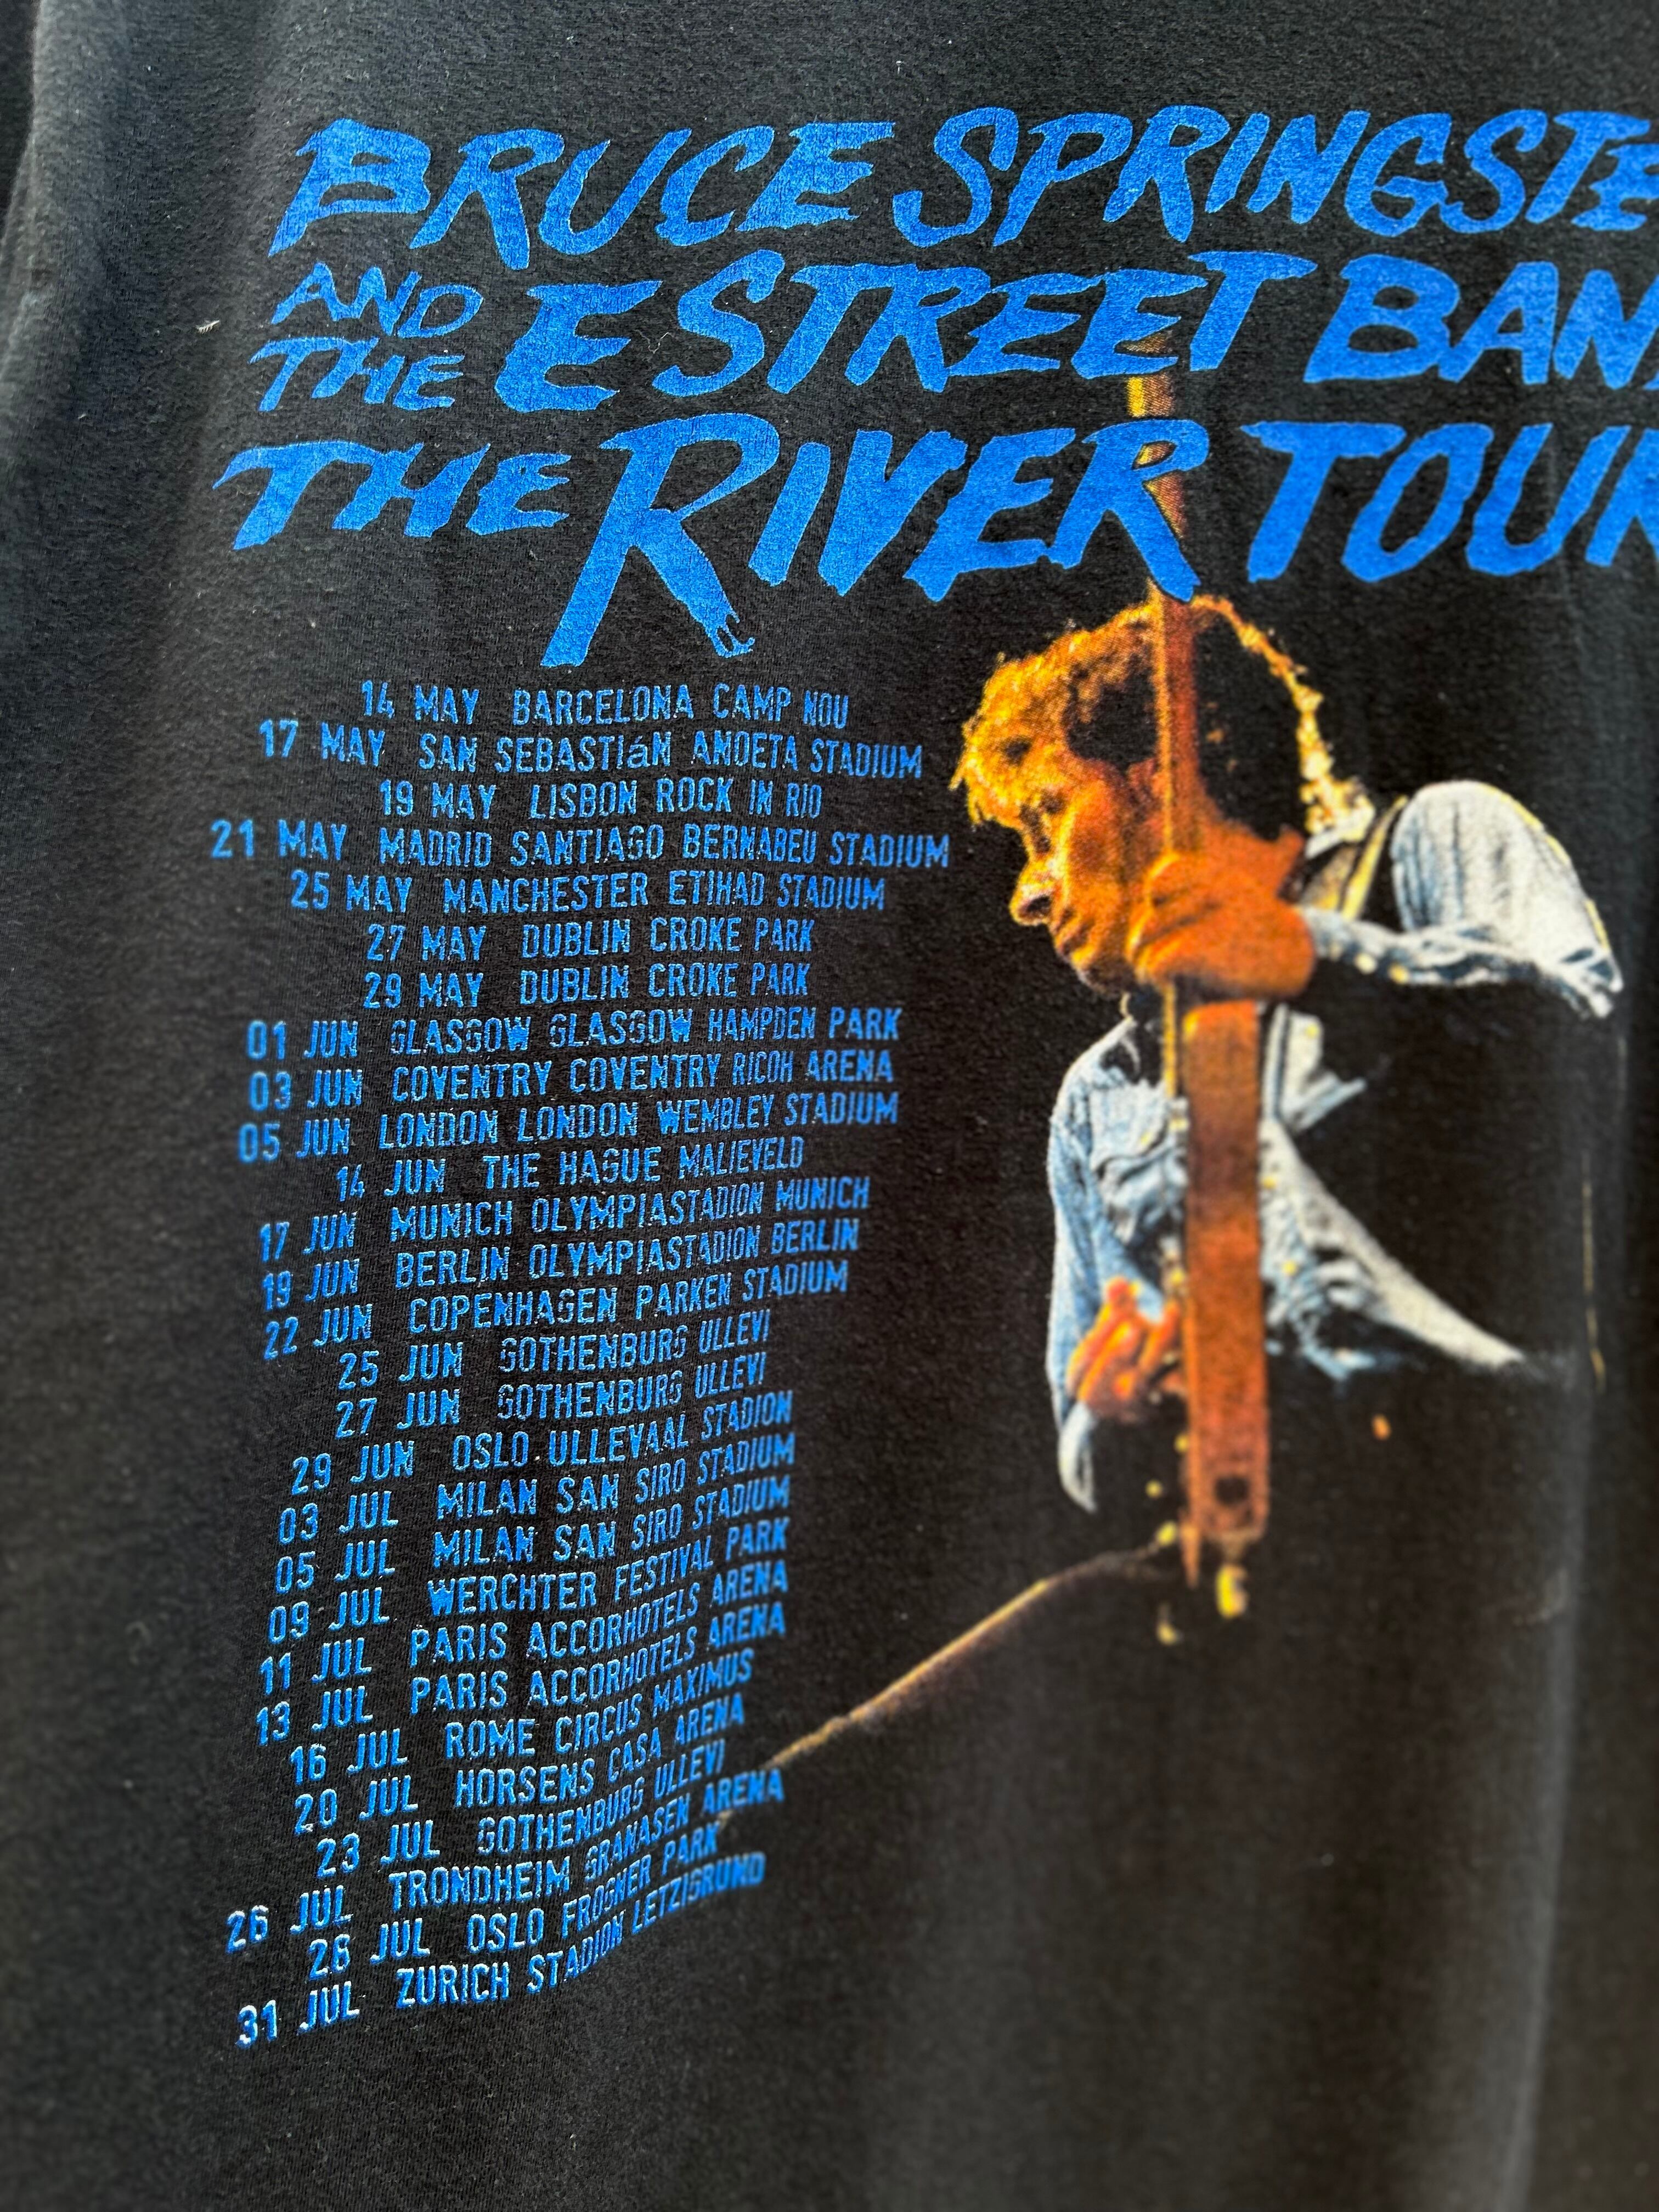 BRUCE SPRINGSTE
AND THE E STREET BAN
THE RIVER TOUR
14 MAY BARCELONA CAMP NOU
17 MAY SAN SEBASTIáN ANOETA STADIUM
19 MAY LISBON ROCK IN RIO
21 MAY MADRID SANTIAGO BERNABEU STADIUM
25 MAY MANCHESTER ETIHAD STADIUM
27 MAY DUBLIN CROKE PARK
29 MAY DUBLIN CROKE PARK
01 JUN GLASGOW GLASGOW HAMPDEN PARK
03 JUN COVENTRY COVENTRY RICOH ARENA
05 JUN LONDON LONDON WEMBLEY STADIUM
14 JUN THE HAGUE MALIEVELD
17 JUN MUNICH OLYMPIASTADION MUNICH
19 JUN BERLIN OLYMPIASTADION BERLIN
22 JUN COPENHAGEN PARKEN STADIUM
25 JUN GOTHENBURG ULLEVI
27 JUN GOTHENBURG ULLEVI
29 JUN OSLO ULLEVAAL STADION
03 JUL MILAN SAN SIRO STADIUM
05 JUL MILAN SAN SIRO STADIUM
09 JUL WERCHTER FESTIVAL PARK
11 JUL PARIS ACCORHOTELS ARENA
13 JUL PARIS ACCORHOTELS ARENA
16 JUL ROME CIRCUS MAXIMUS
20 JUL HORSENS CASA ARENA
23 JUL GOTHENBURG ULLEVI
26 JUL TRONDHEIM GRANASEN ARENA
28 JUL OSLO FROGNER PARK
31 JUL ZURICH STADION LETZIGRUND